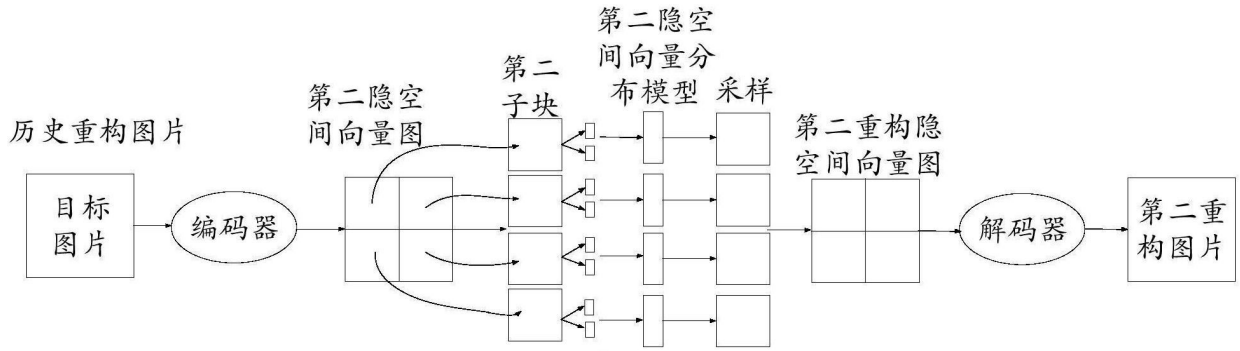 历史重构图片
目标
图片
编码器
第二隐空
间向量图
第二
子块
第二隐空
间向量分
布模型
采样
第二重构隐
空间向量图
解码器
第二重
构图片